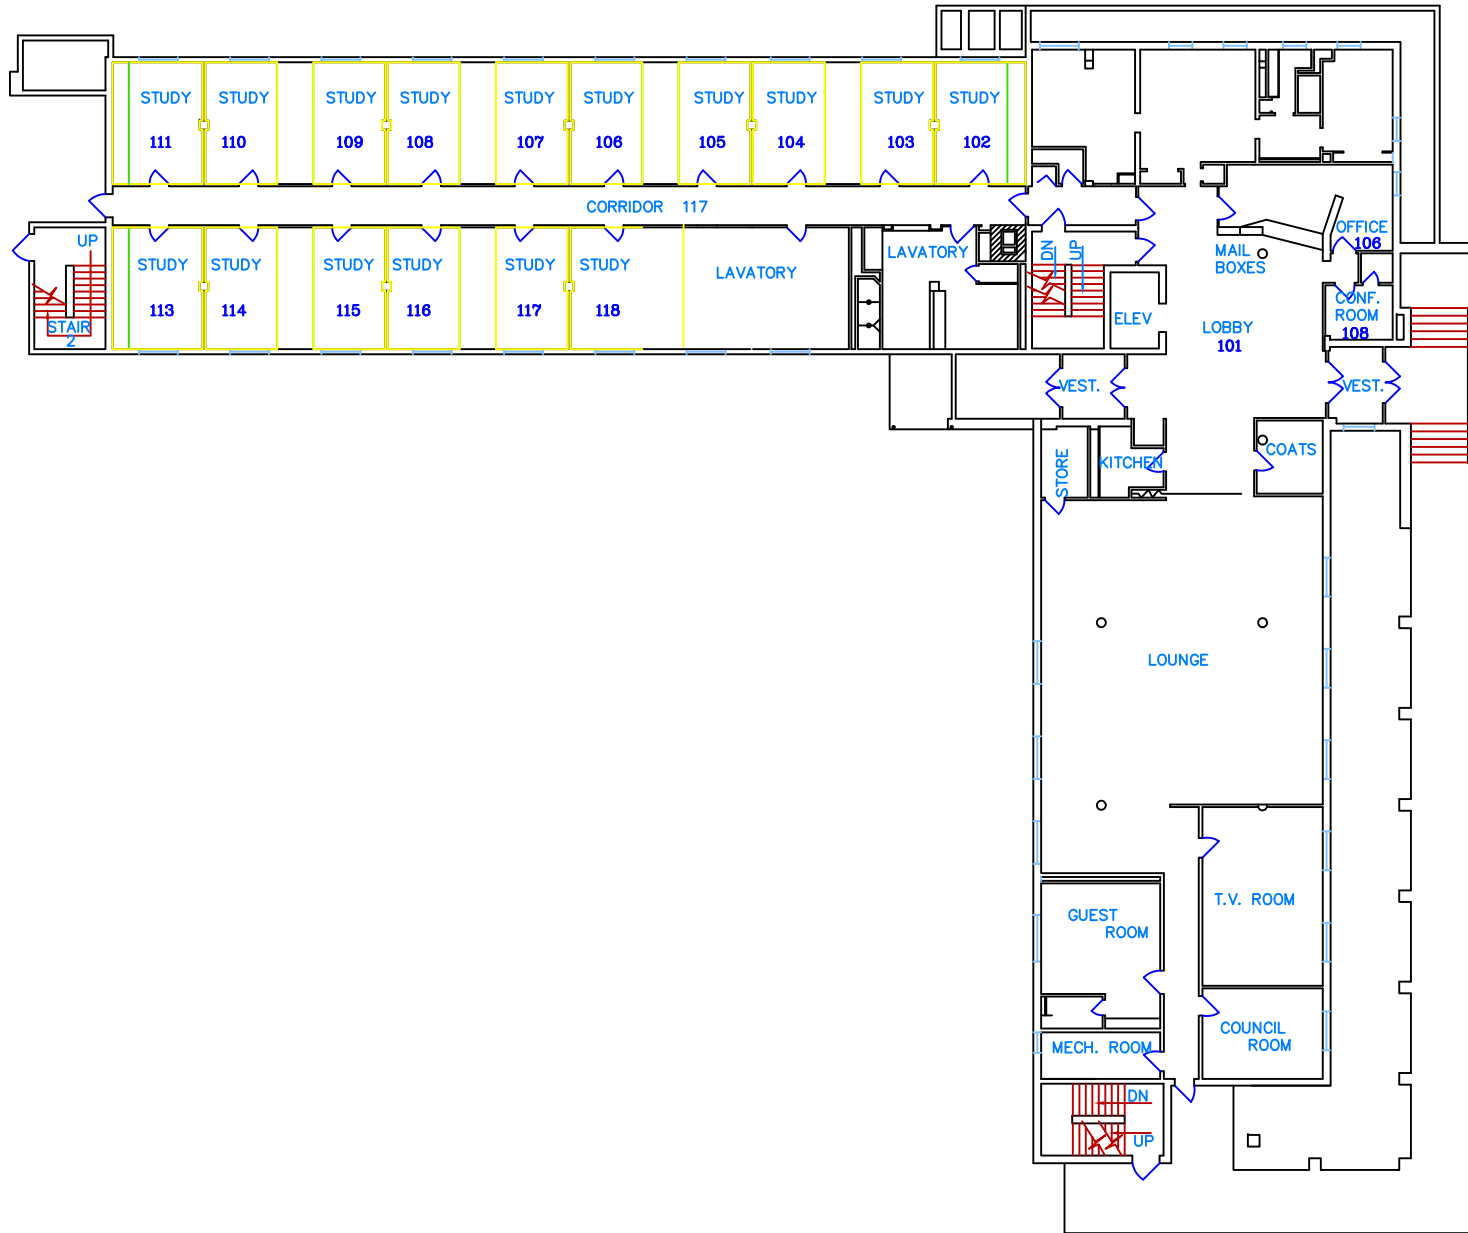 STUDY STUDY STUDY STUDY STUDY STUDY STUDY STUDY STUDY STUDY
111 110 109 108 107 106 105 104 103 102
CORRIDOR 117
UP
STUDY STUDY STUDY STUDY STUDY STUDY
LAVATORY
LAVATORY
113 114 115 116 117 118
STAIR
2
DN
UP
ELEV
MAIL
BOXES
OFFICE
106
CONF.
ROOM
108
LOBBY
101
VEST.
VEST.
STORE
KITCHEN
COATS
LOUNGE
T.V. ROOM
GUEST
ROOM
COUNCIL
ROOM
MECH. ROOM
DN
UP